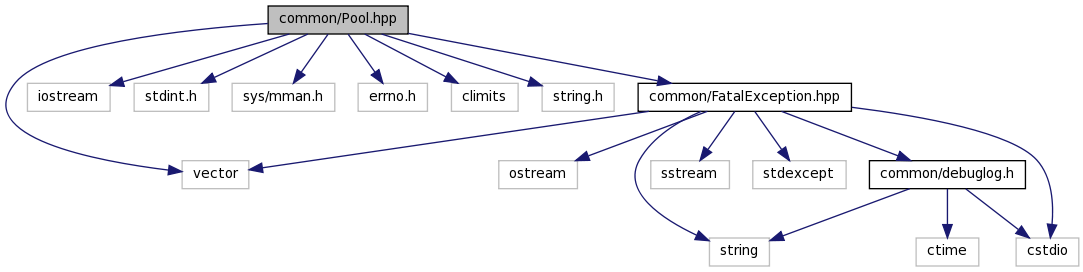 common/Pool.hpp
iostream
stdint.h
sys/mman.h
errno.h
climits
string.h
common/FatalException.hpp
vector
ostream
sstream
stdexcept
common/debuglog.h
string
ctime
cstdio